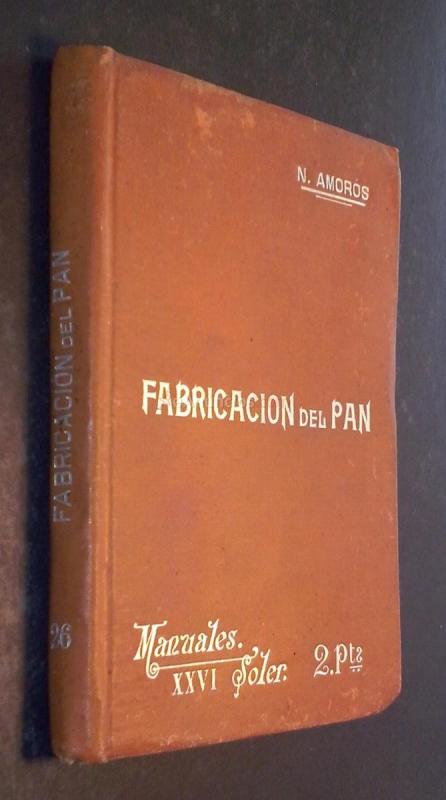 N. AMORÓS
FABRICACION DEL PAN
Manuales.
XXVI Soler.
2.Pts
FABRICACION DEL PAN
26